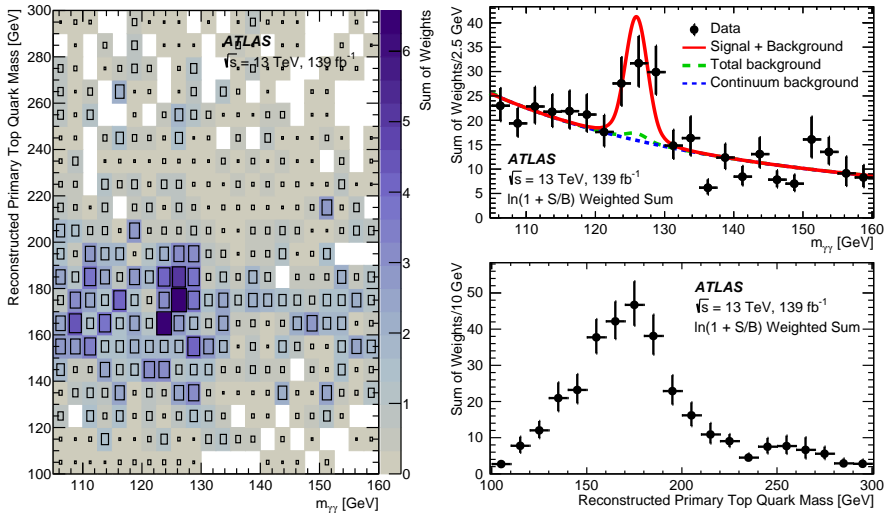 Reconstructed Primary Top Quark Mass [GeV]
300
280
260
240
220
200
180
160
140
120
100
110 120 130 140 150 160
m_γγ [GeV]
ATLAS
√s = 13 TeV, 139 fb⁻¹
Sum of Weights
6
5
4
3
2
1
0
Sum of Weights/2.5 GeV
40
35
30
25
20
15
10
5
0
Data
Signal + Background
Total background
Continuum background
ATLAS
√s = 13 TeV, 139 fb⁻¹
ln(1 + S/B) Weighted Sum
110 120 130 140 150 160
m_γγ [GeV]
Sum of Weights/10 GeV
50
40
30
20
10
0
ATLAS
√s = 13 TeV, 139 fb⁻¹
ln(1 + S/B) Weighted Sum
100 150 200 250 300
Reconstructed Primary Top Quark Mass [GeV]